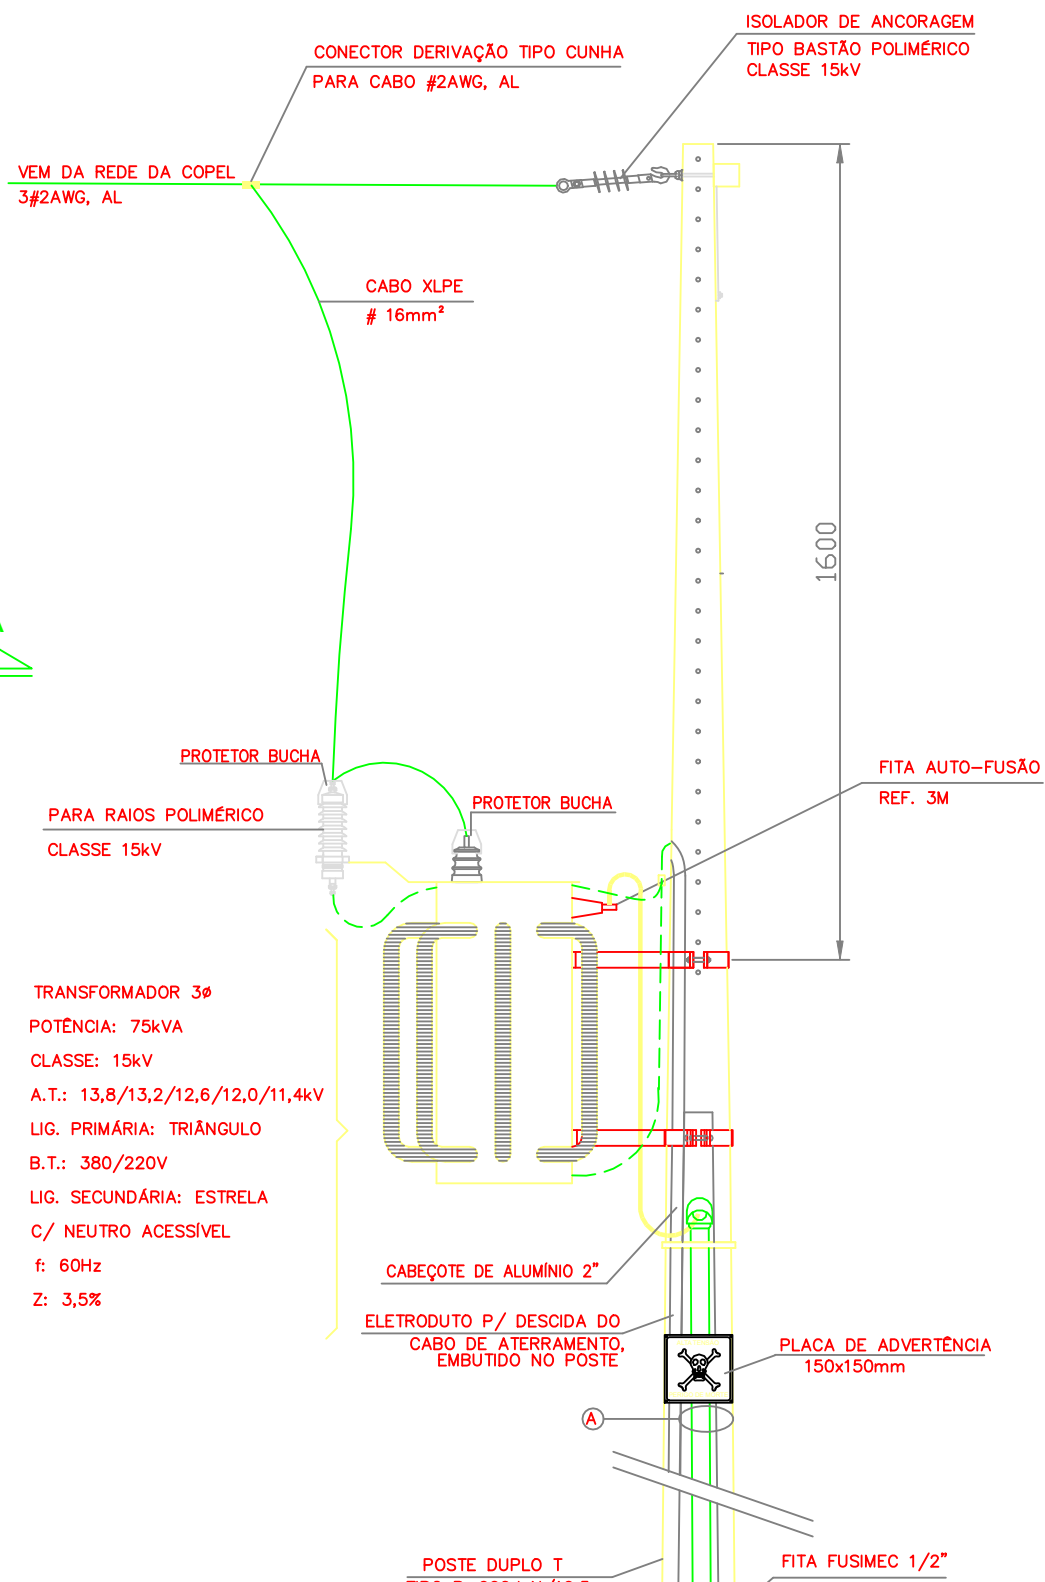 ISOLADOR DE ANCORAGEM
TIPO BASTÃO POLIMÉRICO
CLASSE 15kV
CONECTOR DERIVAÇÃO TIPO CUNHA
PARA CABO #2AWG, AL
VEM DA REDE DA COPEL
3#2AWG, AL
CABO XLPE
# 16mm²
1600
PROTETOR BUCHA
PARA RAIOS POLIMÉRICO
CLASSE 15kV
PROTETOR BUCHA
FITA AUTO-FUSÃO
REF. 3M
TRANSFORMADOR 3ø
POTÊNCIA: 75kVA
CLASSE: 15kV
A.T.: 13,8/13,2/12,6/12,0/11,4kV
LIG. PRIMÁRIA: TRIÂNGULO
B.T.: 380/220V
LIG. SECUNDÁRIA: ESTRELA
C/ NEUTRO ACESSÍVEL
f: 60Hz
Z: 3,5%
CABEÇOTE DE ALUMÍNIO 2"
ELETRODUTO P/ DESCIDA DO
CABO DE ATERRAMENTO,
EMBUTIDO NO POSTE
PLACA DE ADVERTÊNCIA
150x150mm
A
POSTE DUPLO T
FITA FUSIMEC 1/2"